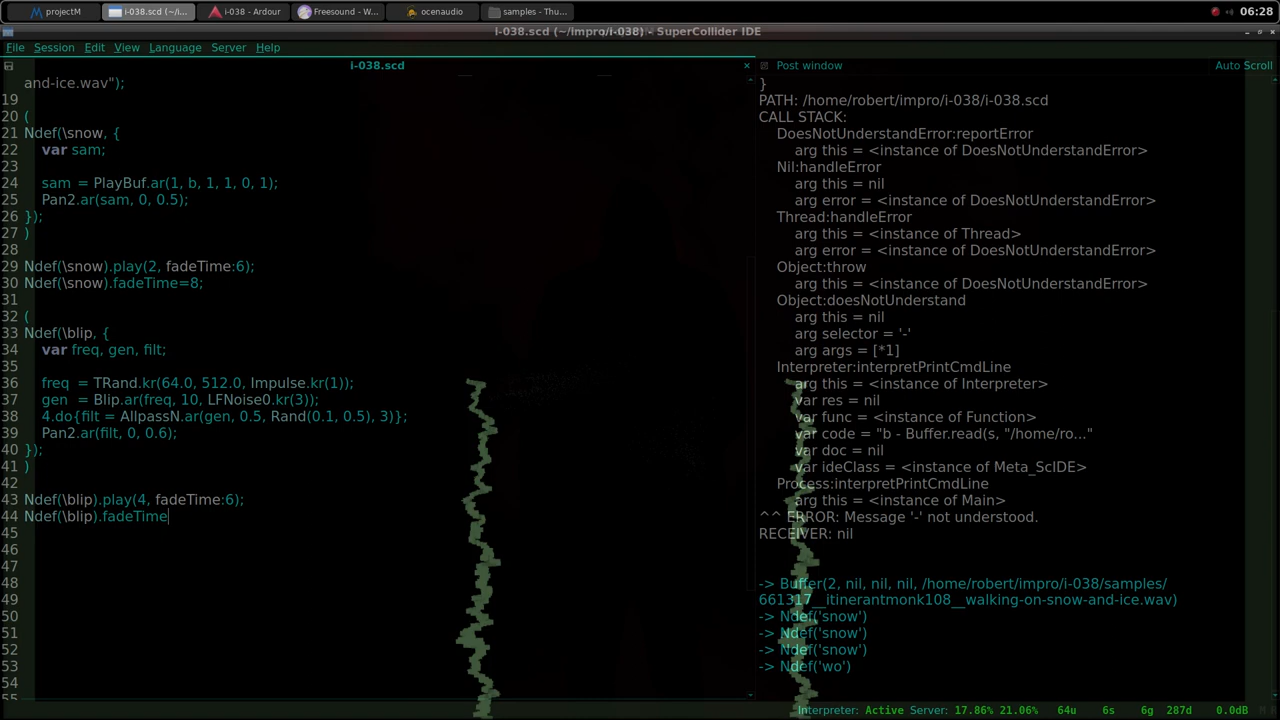 projectM
i-038.scd (~/i...
i-038 - Ardour
Freesound - W...
ocenaudio
samples - Thu...
06:28
i-038.scd (~/impro/i-038) - SuperCollider IDE
File Session Edit View Language Server Help
i-038.scd
Post window
Auto Scroll
and-ice.wav");
19
20 (
21 Ndef(\snow, {
22 var sam;
23
24 sam = PlayBuf.ar(1, b, 1, 1, 0, 1);
25 Pan2.ar(sam, 0, 0.5);
26 });
27 )
28
29 Ndef(\snow).play(2, fadeTime:6);
30 Ndef(\snow).fadeTime=8;
31
32 (
33 Ndef(\blip, {
34 var freq, gen, filt;
35
36 freq = TRand.kr(64.0, 512.0, Impulse.kr(1));
37 gen = Blip.ar(freq, 10, LFNoise0.kr(3));
38 4.do{filt = AllpassN.ar(gen, 0.5, Rand(0.1, 0.5), 3)};
39 Pan2.ar(filt, 0, 0.6);
40 });
41 )
42
43 Ndef(\blip).play(4, fadeTime:6);
44 Ndef(\blip).fadeTime
45
46
47
48
49
50
51
52
53
54
55
}
PATH: /home/robert/impro/i-038/i-038.scd
CALL STACK:
DoesNotUnderstandError:reportError
arg this = <instance of DoesNotUnderstandError>
Nil:handleError
arg this = nil
arg error = <instance of DoesNotUnderstandError>
Thread:handleError
arg this = <instance of Thread>
arg error = <instance of DoesNotUnderstandError>
Object:throw
arg this = <instance of DoesNotUnderstandError>
Object:doesNotUnderstand
arg this = nil
arg selector = '-'
arg args = [*1]
Interpreter:interpretPrintCmdLine
arg this = <instance of Interpreter>
var res = nil
var func = <instance of Function>
var code = "b - Buffer.read(s, "/home/ro..."
var doc = nil
var ideClass = <instance of Meta_ScIDE>
Process:interpretPrintCmdLine
arg this = <instance of Main>
^^ ERROR: Message '-' not understood.
RECEIVER: nil
-> Buffer(2, nil, nil, nil, /home/robert/impro/i-038/samples/
661317__itinerantmonk108__walking-on-snow-and-ice.wav)
-> Ndef('snow')
-> Ndef('snow')
-> Ndef('snow')
-> Ndef('wo')
Interpreter: Active Server: 17.86% 21.06% 64u 6s 6g 287d 0.0dB